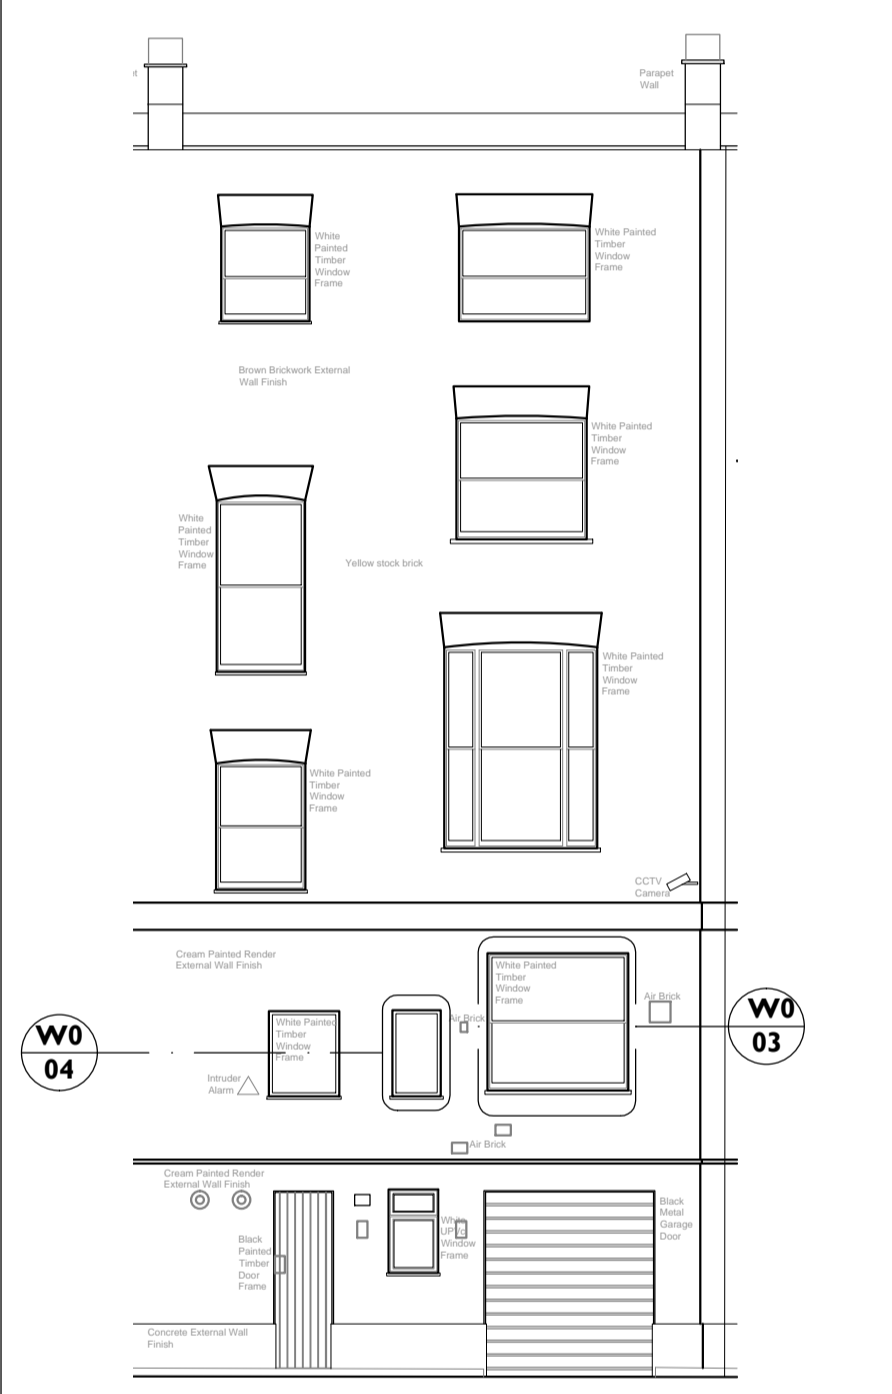 t
Parapet
Wall
White
Painted
Timber
Window
Frame
White Painted
Timber
Window
Frame
Brown Brickwork External
Wall Finish
White Painted
Timber
Window
Frame
White
Painted
Timber
Window
Frame
Yellow stock brick
White Painted
Timber
Window
Frame
White Painted
Timber
Window
Frame
CCTV
Camera
Cream Painted Render
External Wall Finish
White Painted
Timber
Window
Frame
Air Brick
Air Brick
W0
03
White Painted
Timber
Window
Frame
W0
04
Intruder
Alarm
Air Brick
Cream Painted Render
External Wall Finish
Black
Metal
Garage
Door
White
UPVc
Window
Frame
Black
Painted
Timber
Door
Frame
Concrete External Wall
Finish